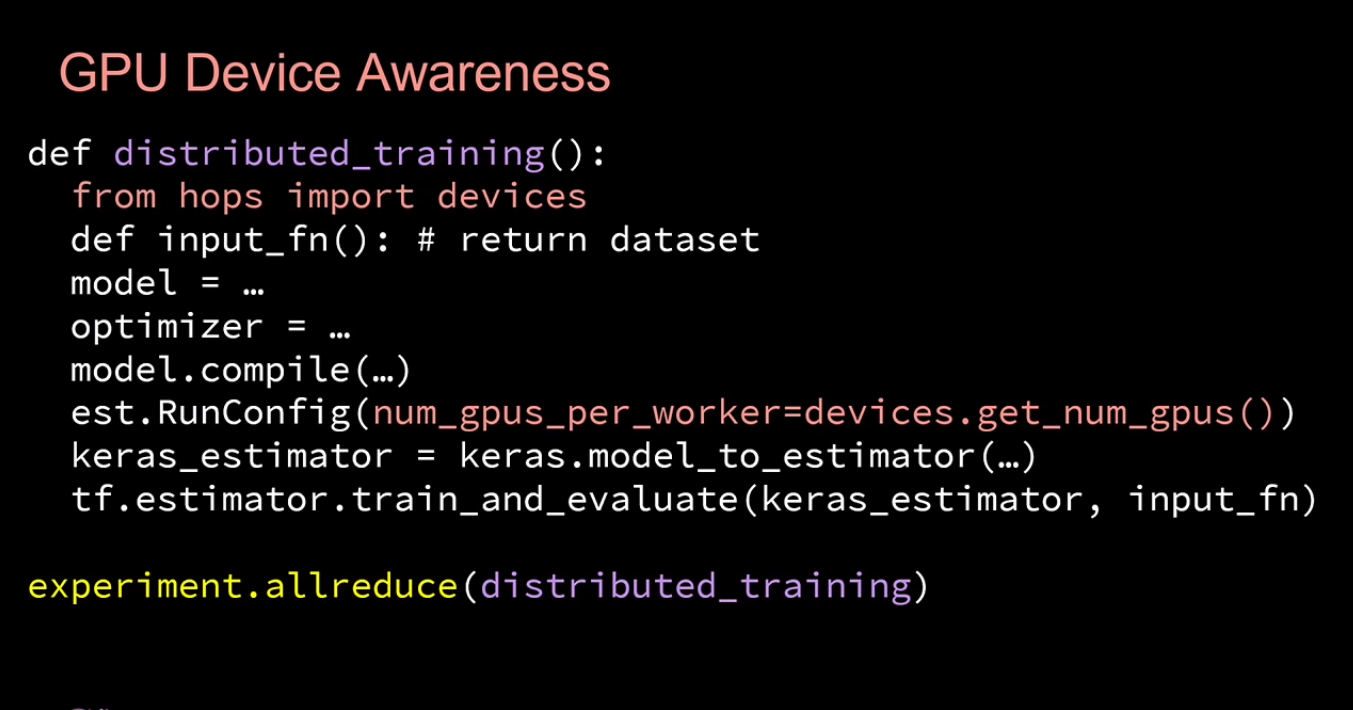 GPU Device Awareness
def distributed_training():
from hops import devices
def input_fn(): # return dataset
model = …
optimizer = …
model.compile(…)
est.RunConfig(num_gpus_per_worker=devices.get_num_gpus())
keras_estimator = keras.model_to_estimator(…)
tf.estimator.train_and_evaluate(keras_estimator, input_fn)
experiment.allreduce(distributed_training)